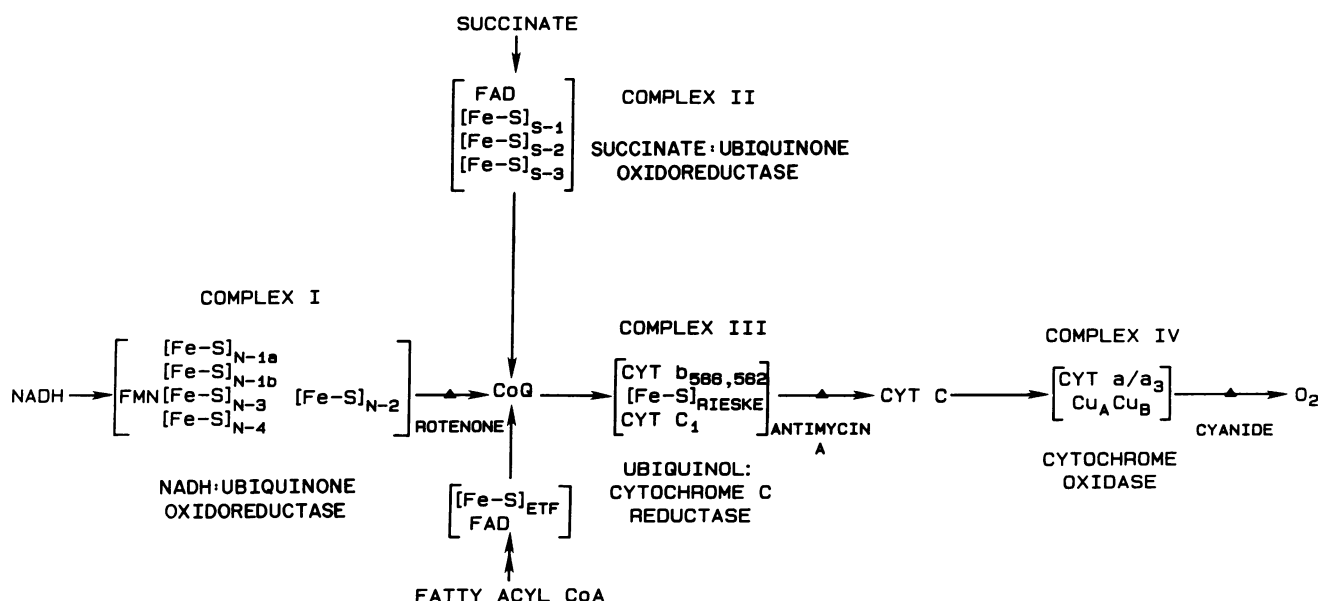 SUCCINATE
FAD
[Fe-S]S-1
[Fe-S]S-2
[Fe-S]S-3
COMPLEX II
SUCCINATE:UBIQUINONE
OXIDOREDUCTASE
COMPLEX I
NADH
FMN
[Fe-S]N-1a
[Fe-S]N-1b
[Fe-S]N-3
[Fe-S]N-4
[Fe-S]N-2
ROTENONE
NADH:UBIQUINONE
OXIDOREDUCTASE
CoQ
[Fe-S]ETF
FAD
FATTY ACYL CoA
COMPLEX III
CYT b566,562
[Fe-S]RIESKE
CYT C1
UBIQUINOL:
CYTOCHROME C
REDUCTASE
ANTIMYCIN
A
CYT C
COMPLEX IV
CYT a/a3
CuACuB
CYTOCHROME
OXIDASE
CYANIDE
O2